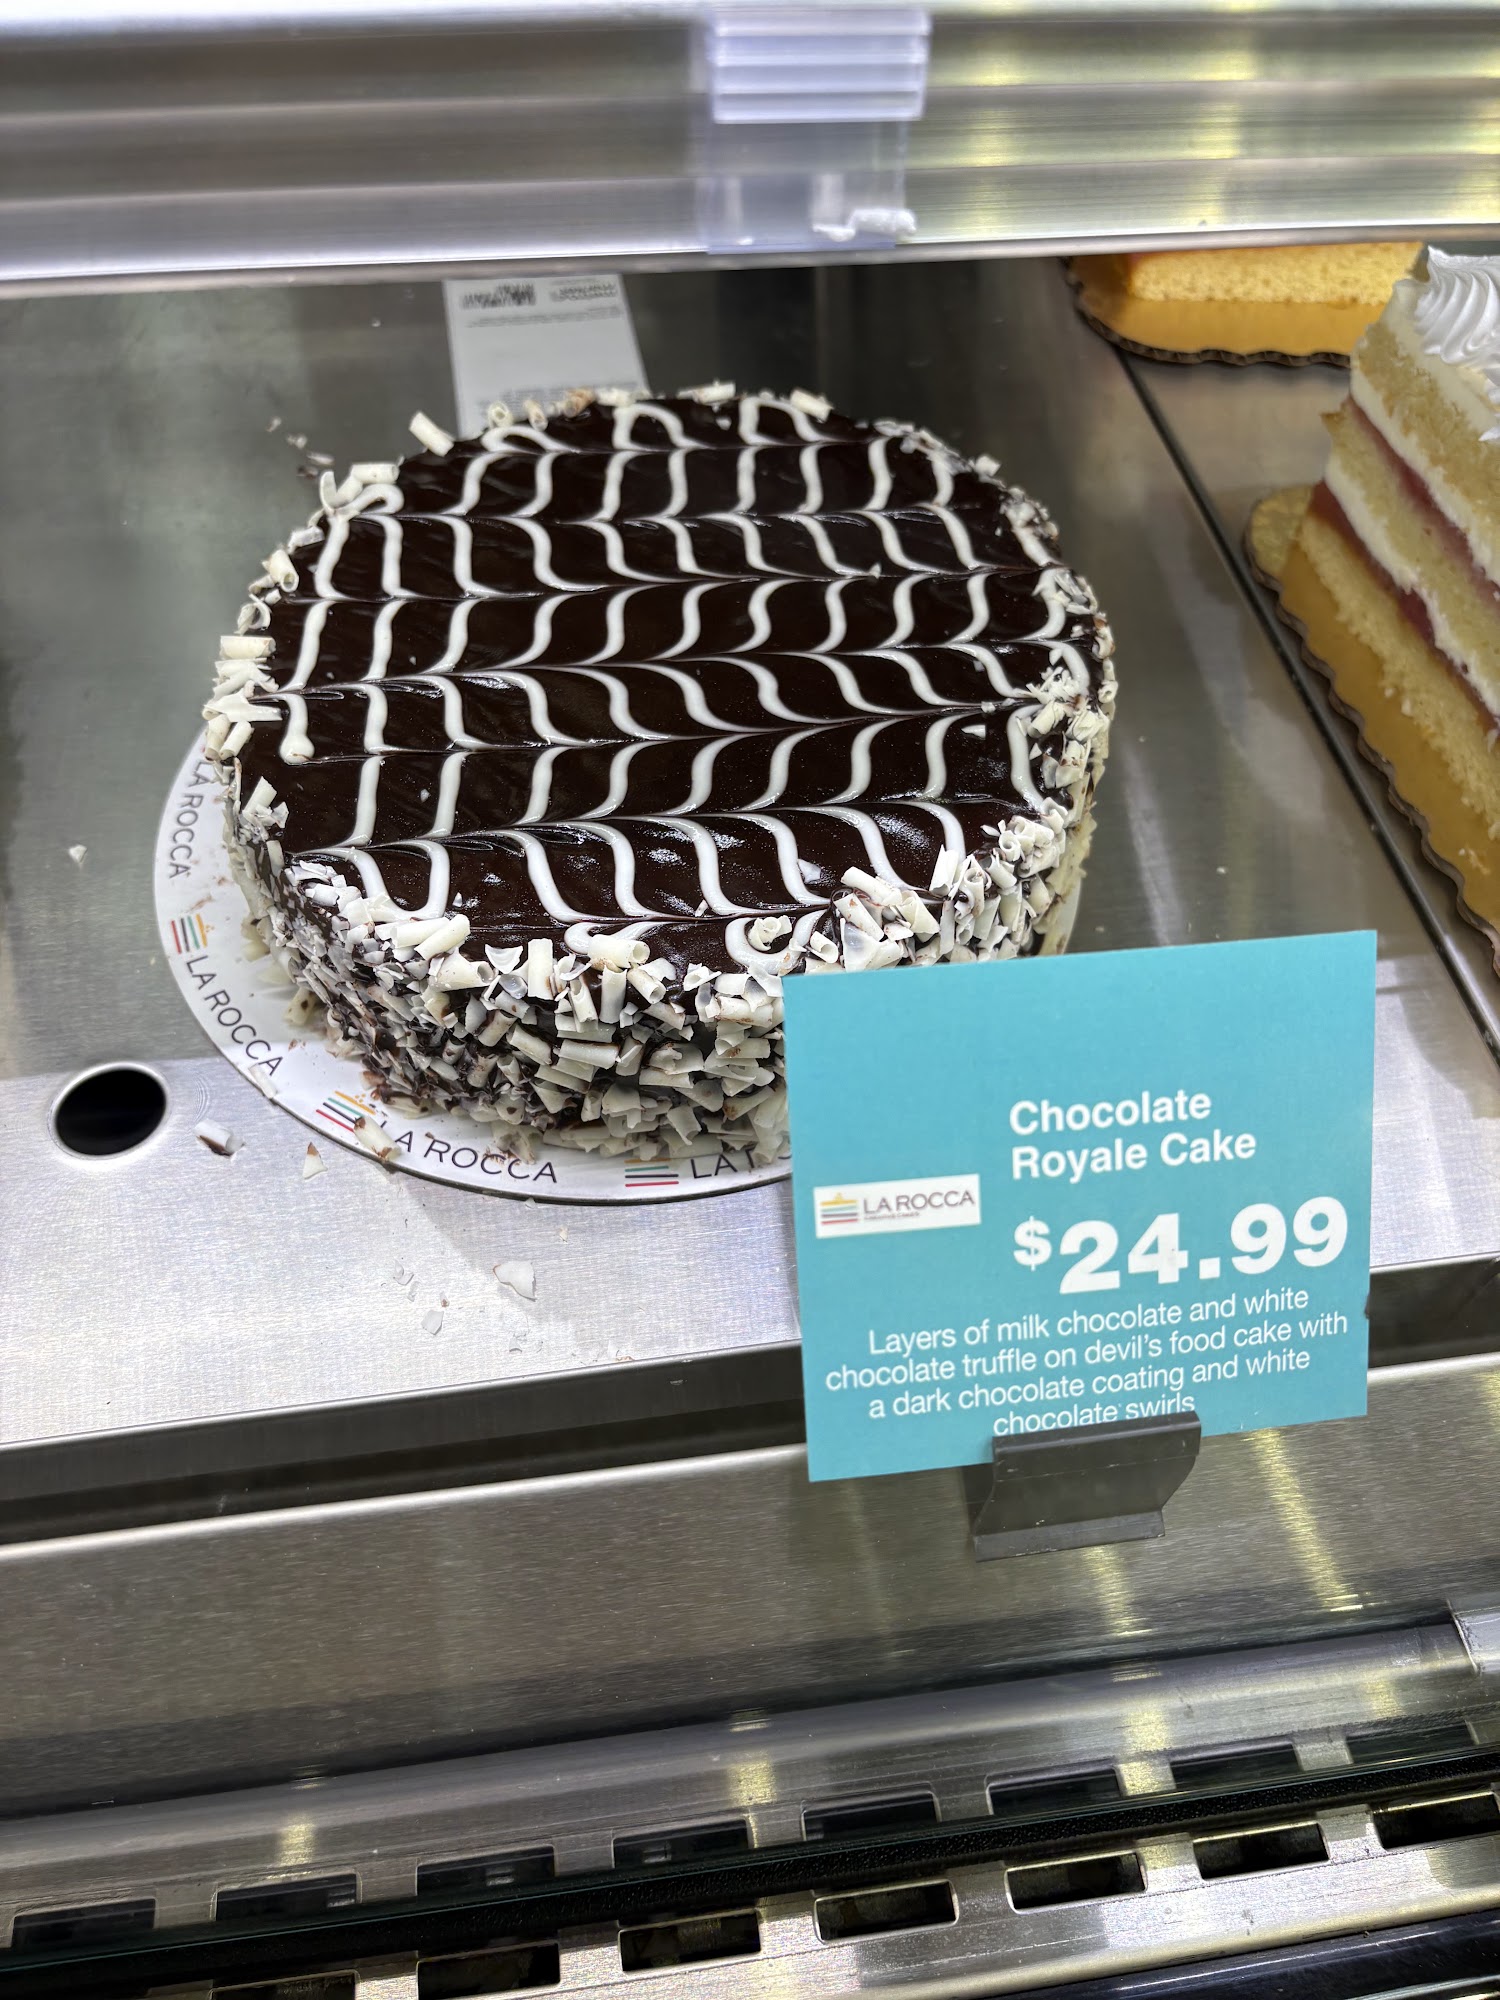 LA ROCCA
LA ROCCA
LA ROCCA
LA
Chocolate
Royale Cake
LA ROCCA
$24.99
Layers of milk chocolate and white
chocolate truffle on devil's food cake with
a dark chocolate coating and white
chocolate swirls